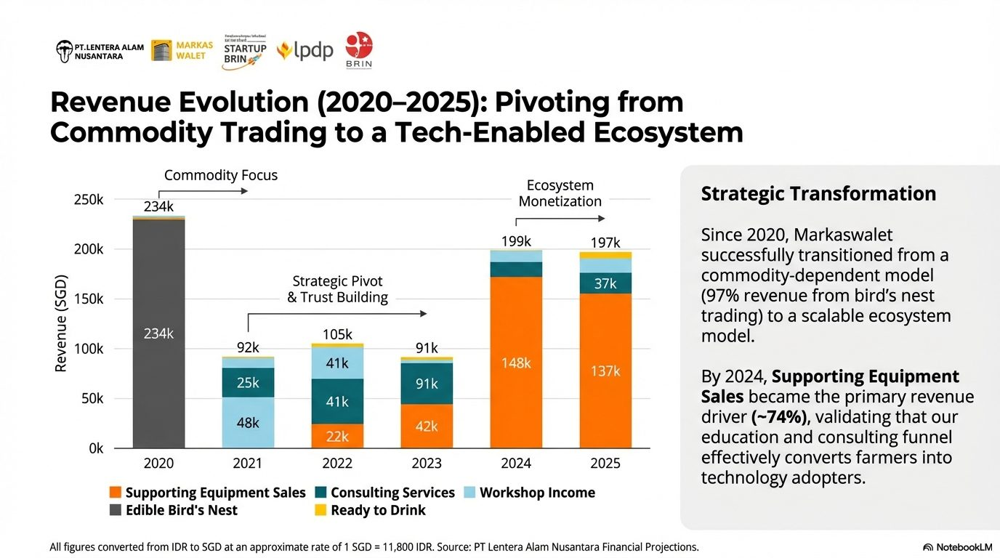 PT.LENTERA ALAM
NUSANTARA
MARKAS
WALET
STARTUP
BRIN
lpdp
BRIN
Revenue Evolution (2020–2025): Pivoting from
Commodity Trading to a Tech-Enabled Ecosystem
Commodity Focus
Strategic Pivot
& Trust Building
Ecosystem
Monetization
Revenue (SGD)
250k
200k
150k
100k
50k
0k
234k
234k
92k
25k
48k
105k
41k
41k
22k
91k
91k
42k
199k
148k
197k
37k
137k
2020 2021 2022 2023 2024 2025
Supporting Equipment Sales Consulting Services Workshop Income
Edible Bird's Nest Ready to Drink
Strategic Transformation
Since 2020, Markaswalet
successfully transitioned from a
commodity-dependent model
(97% revenue from bird's nest
trading) to a scalable ecosystem
model.
By 2024, Supporting Equipment
Sales became the primary revenue
driver (~74%), validating that our
education and consulting funnel
effectively converts farmers into
technology adopters.
All figures converted from IDR to SGD at an approximate rate of 1 SGD = 11,800 IDR. Source: PT Lentera Alam Nusantara Financial Projections.
NotebookLM